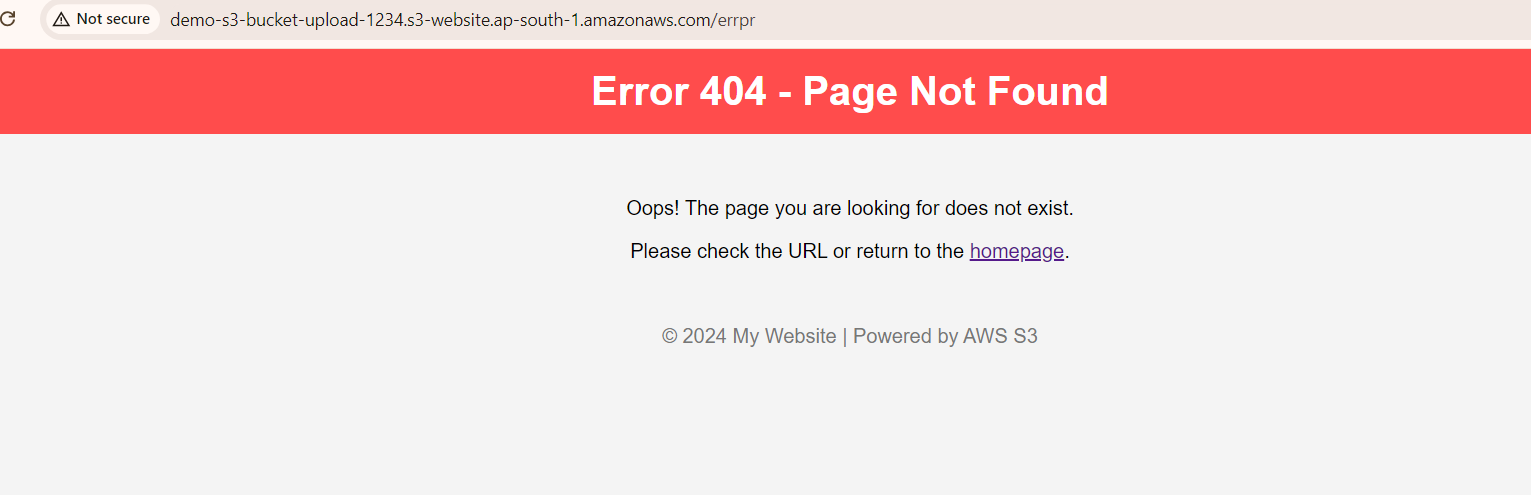 Not secure demo-s3-bucket-upload-1234.s3-website.ap-south-1.amazonaws.com/errpr
Error 404 - Page Not Found
Oops! The page you are looking for does not exist.
Please check the URL or return to the homepage.
© 2024 My Website | Powered by AWS S3